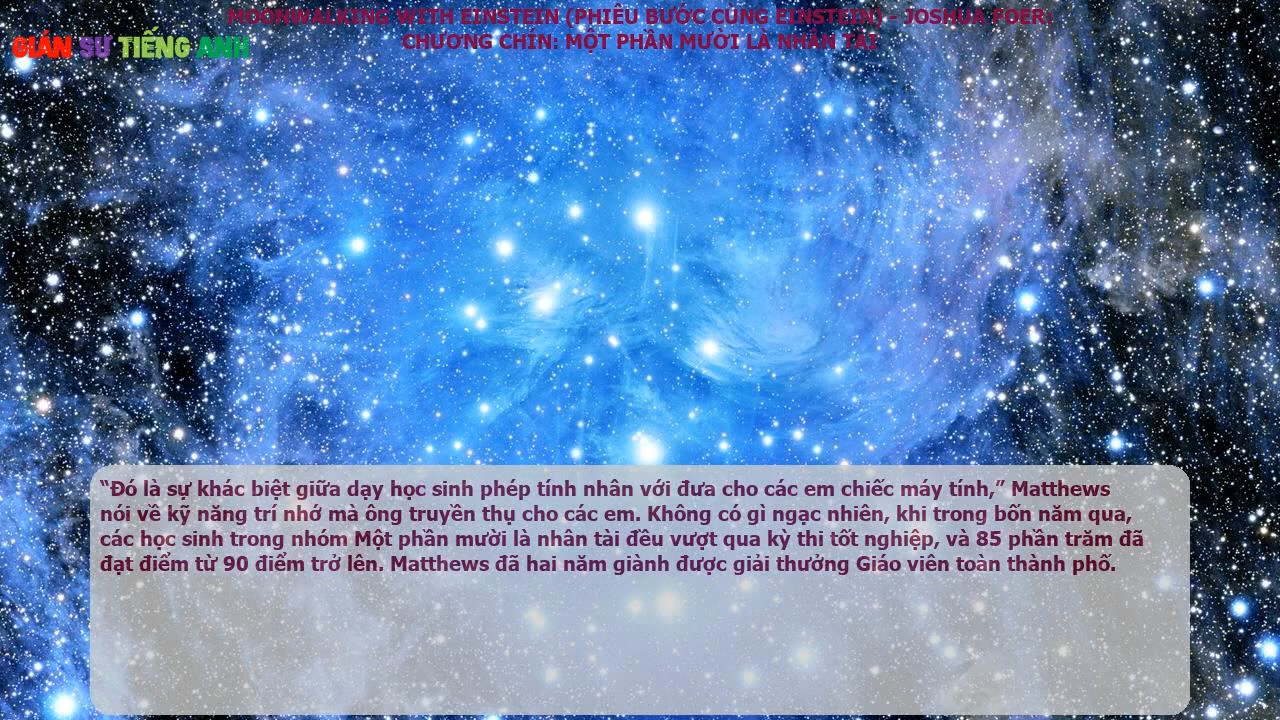 MOONWALKING WITH EINSTEIN (PHIÊU BƯỚC CÙNG EINSTEIN) - JOSHUA FOER:
CHƯƠNG CHÍN: MỘT PHẦN MƯỜI LÀ NHÂN TÀI
GIÁN SƯ TIẾNG ANH
“Đó là sự khác biệt giữa dạy học sinh phép tính nhân với đưa cho các em chiếc máy tính,” Matthews
nói về kỹ năng trí nhớ mà ông truyền thụ cho các em. Không có gì ngạc nhiên, khi trong bốn năm qua,
các học sinh trong nhóm Một phần mười là nhân tài đều vượt qua kỳ thi tốt nghiệp, và 85 phần trăm đã
đạt điểm từ 90 điểm trở lên. Matthews đã hai năm giành được giải thưởng Giáo viên toàn thành phố.